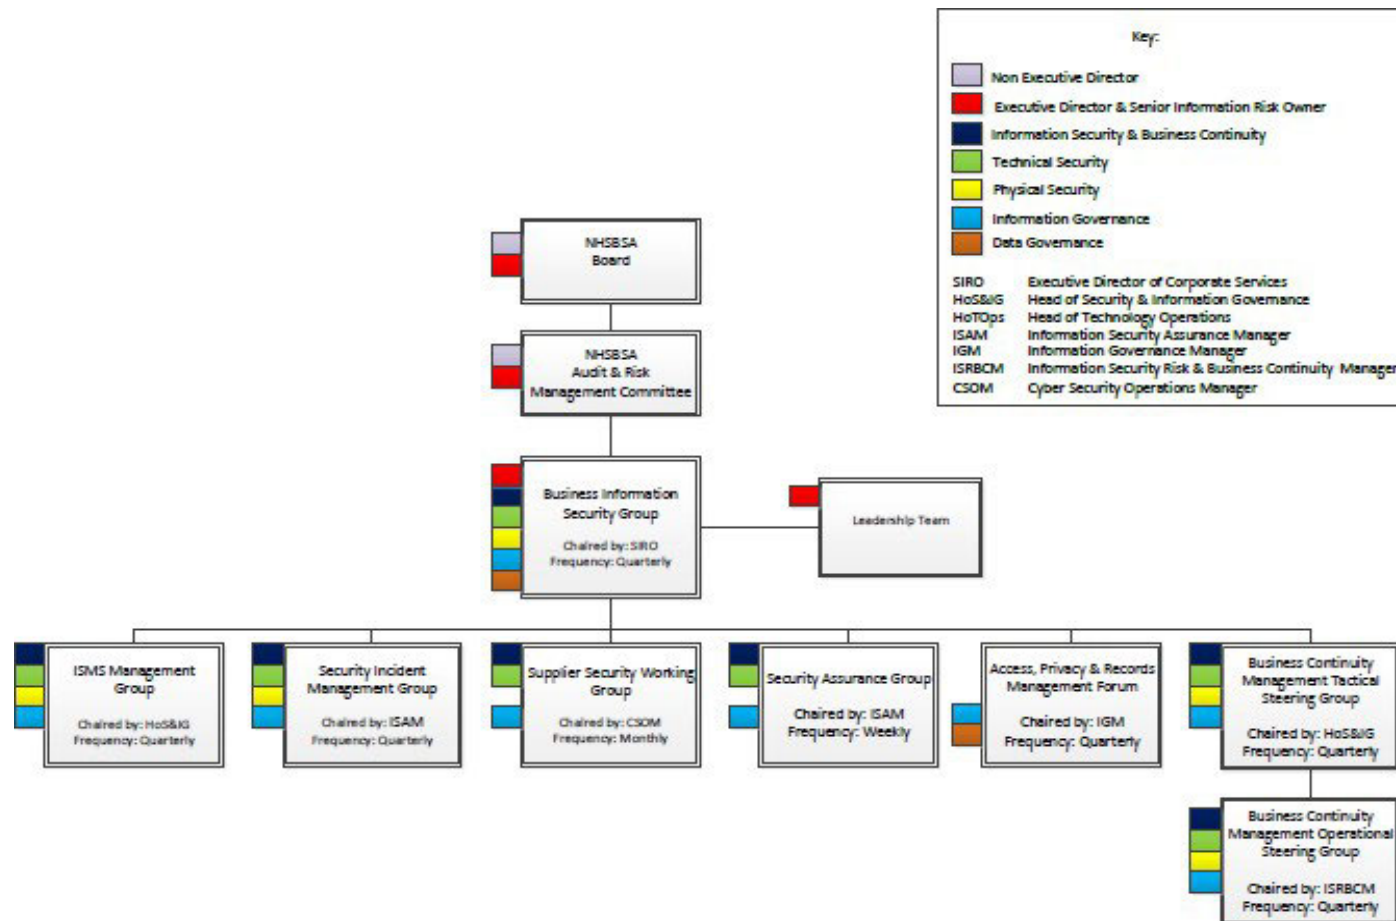 Key:
Non Executive Director
Executive Director & Senior Information Risk Owner
Information Security & Business Continuity
Technical Security
Physical Security
Information Governance
Data Governance
SIRO Executive Director of Corporate Services
HoS&IG Head of Security & Information Governance
HoTOps Head of Technology Operations
ISAM Information Security Assurance Manager
IGM Information Governance Manager
ISRBCM Information Security Risk & Business Continuity Manager
CSOM Cyber Security Operations Manager
NHSBSA
Board
NHSBSA
Audit & Risk
Management Committee
Business Information
Security Group
Chaired by: SIRO
Frequency: Quarterly
Leadership Team
ISMS Management
Group
Chaired by: HoS&IG
Frequency: Quarterly
Security Incident
Management Group
Chaired by: ISAM
Frequency: Quarterly
Supplier Security Working
Group
Chaired by: CSOM
Frequency: Monthly
Security Assurance Group
Chaired by: ISAM
Frequency: Weekly
Access, Privacy & Records
Management Forum
Chaired by: IGM
Frequency: Quarterly
Business Continuity
Management Tactical
Steering Group
Chaired by: HoS&IG
Frequency: Quarterly
Business Continuity
Management Operational
Steering Group
Chaired by: ISRBCM
Frequency: Quarterly